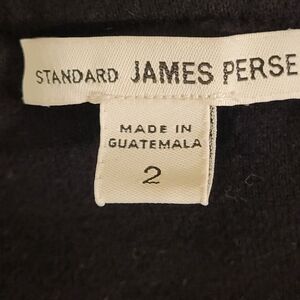 STANDARD JAMES PERSE
MADE IN
GUATEMALA
2